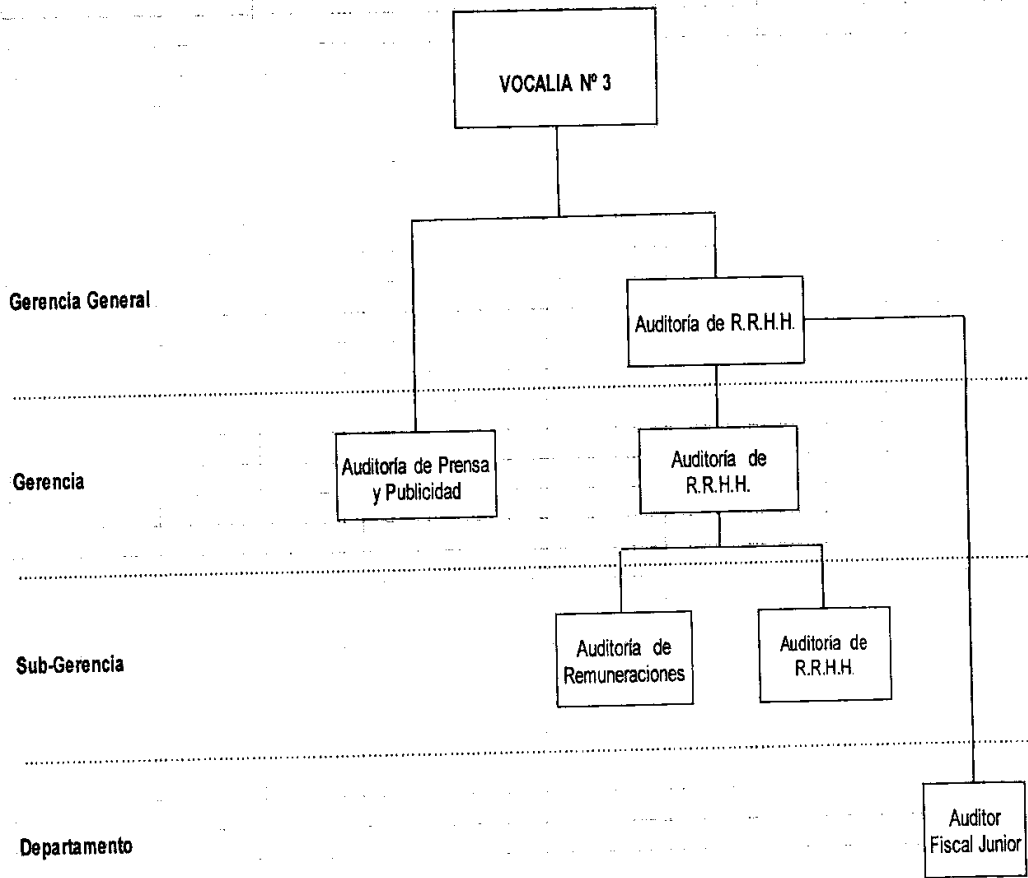 VOCALIA Nº 3
Gerencia General
Auditoría de R.R.H.H.
Gerencia
Auditoría de Prensa
y Publicidad
Auditoría de
R.R.H.H.
Sub-Gerencia
Auditoría de
Remuneraciones
Auditoria de
R.R.H.H.
Departamento
Auditor
Fiscal Junior